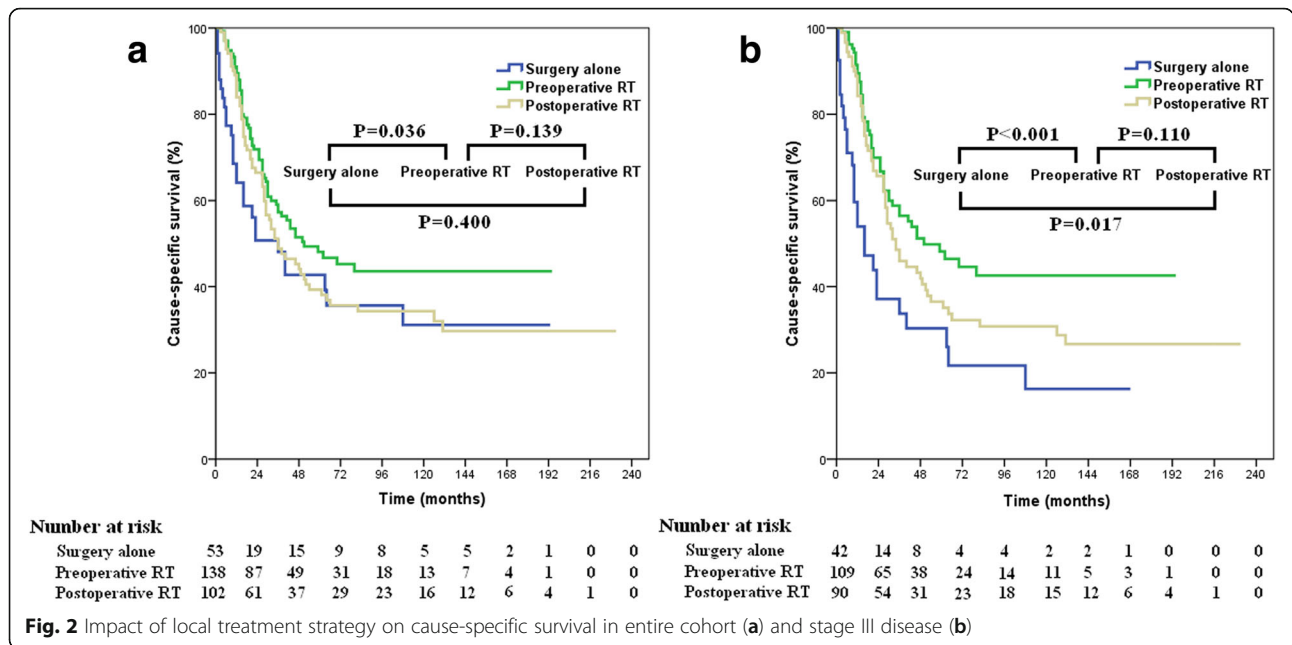 a
Surgery alone
Preoperative RT
Postoperative RT
P=0.036 P=0.139
Surgery alone Preoperative RT Postoperative RT
P=0.400
Cause-specific survival (%)
100
80
60
40
20
0
0 24 48 72 96 120 144 168 192 216 240
Time (months)
Number at risk
Surgery alone 53 19 15 9 8 5 5 2 1 0 0
Preoperative RT 138 87 49 31 18 13 7 4 1 0 0
Postoperative RT 102 61 37 29 23 16 12 6 4 1 0
b
Surgery alone
Preoperative RT
Postoperative RT
P<0.001 P=0.110
Surgery alone Preoperative RT Postoperative RT
P=0.017
Cause-specific survival (%)
100
80
60
40
20
0
0 24 48 72 96 120 144 168 192 216 240
Time (months)
Number at risk
Surgery alone 42 14 8 4 4 2 2 1 0 0 0
Preoperative RT 109 65 38 24 14 11 5 3 1 0 0
Postoperative RT 90 54 31 23 18 15 12 6 4 1 0
Fig. 2 Impact of local treatment strategy on cause-specific survival in entire cohort (a) and stage III disease (b)